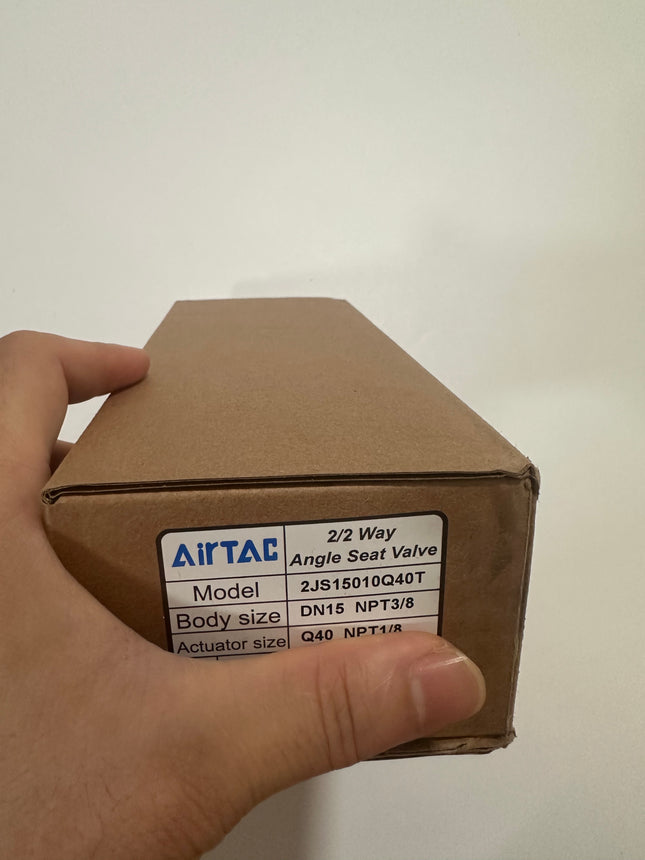 AirTAC
2/2 Way
Angle Seat Valve
Model 2JS15010Q40T
Body size DN15 NPT3/8
Actuator size Q40 NPT1/8